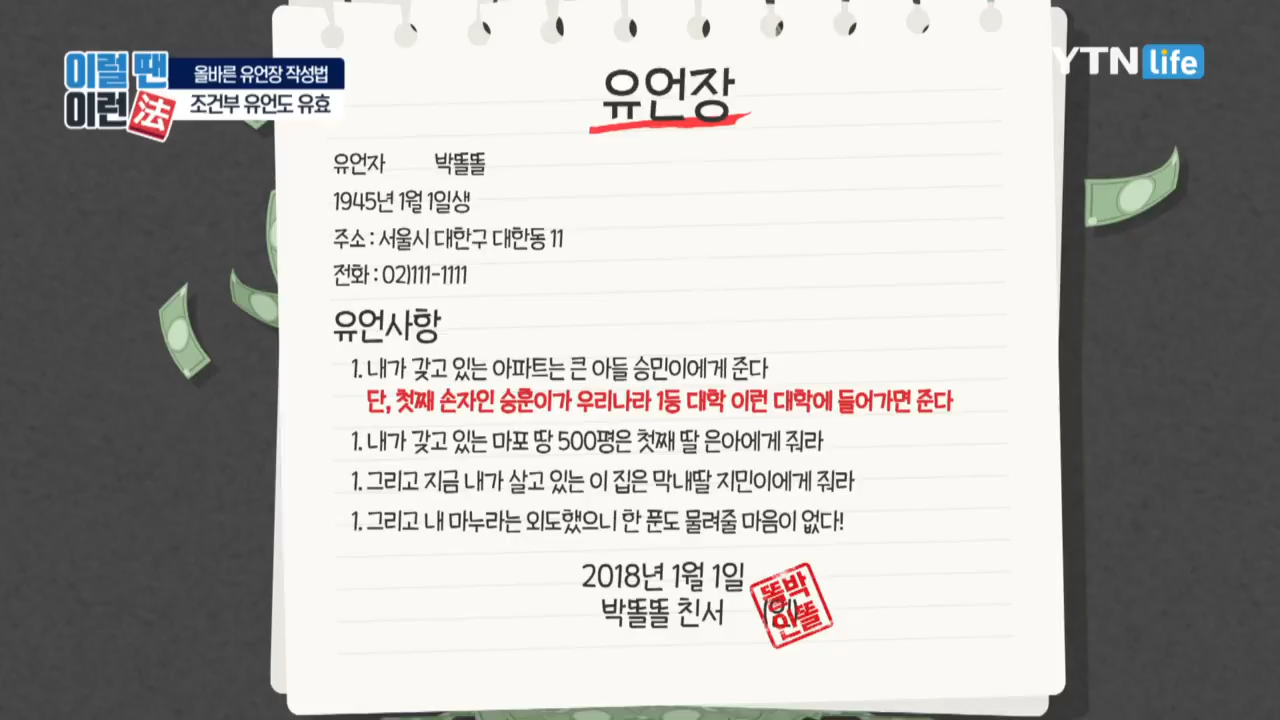 이럴 땐
이런 法
올바른 유언장 작성법
조건부 유언도 유효
YTN life
유언장
유언자 박똘똘
1945년 1월 1일생
주소 : 서울시 대한구 대한동 11
전화 : 02)111-1111
유언사항
1. 내가 갖고 있는 아파트는 큰 아들 승민이에게 준다
단, 첫째 손자인 승훈이가 우리나라 1등 대학 이런 대학에 들어가면 준다
1. 내가 갖고 있는 마포 땅 500평은 첫째 딸 은아에게 줘라
1. 그리고 지금 내가 살고 있는 이 집은 막내딸 지민이에게 줘라
1. 그리고 내 마누라는 외도했으니 한 푼도 물려줄 마음이 없다!
2018년 1월 1일
박똘똘 친서 (인)
똘박
인똘